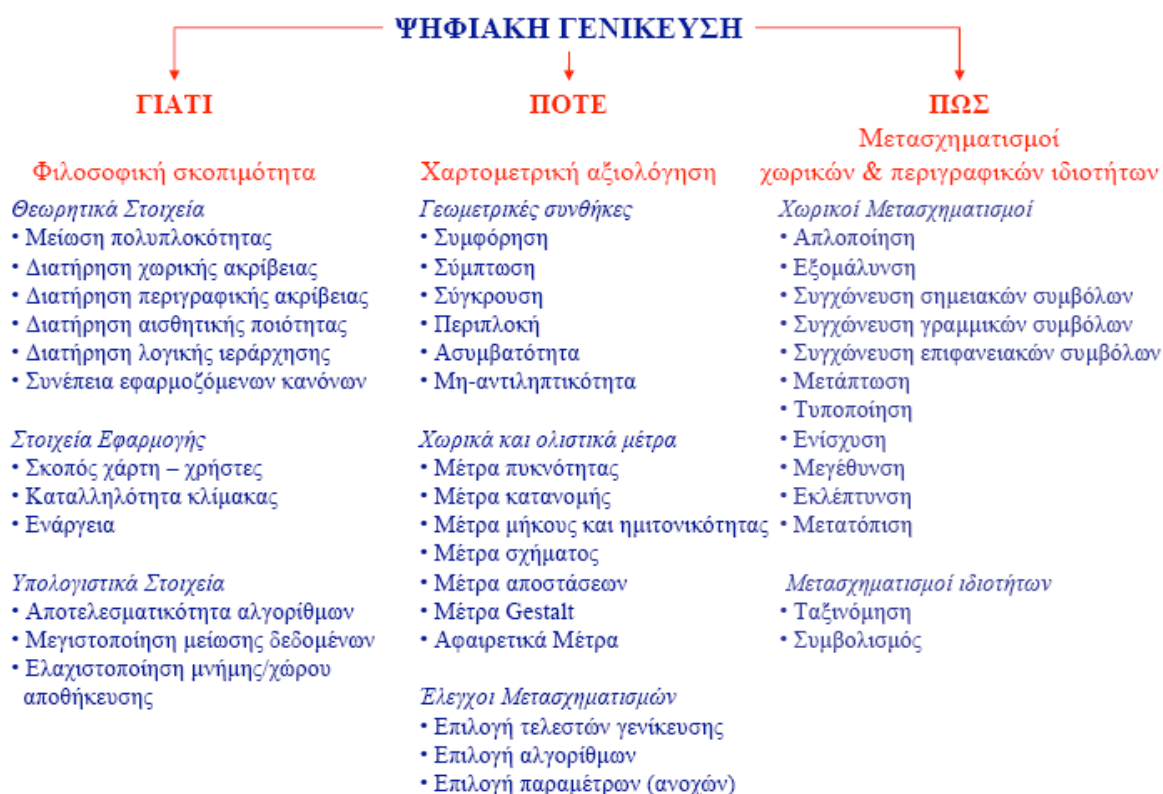 ΨΗΦΙΑΚΗ ΓΕΝΙΚΕΥΣΗ
ΓΙΑΤΙ
Φιλοσοφική σκοπιμότητα
Θεωρητικά Στοιχεία
• Μείωση πολυπλοκότητας
• Διατήρηση χωρικής ακρίβειας
• Διατήρηση περιγραφικής ακρίβειας
• Διατήρηση αισθητικής ποιότητας
• Διατήρηση λογικής ιεράρχησης
• Συνέπεια εφαρμοζόμενων κανόνων
Στοιχεία Εφαρμογής
• Σκοπός χάρτη – χρήστες
• Καταλληλότητα κλίμακας
• Ενάργεια
Υπολογιστικά Στοιχεία
• Αποτελεσματικότητα αλγορίθμων
• Μεγιστοποίηση μείωσης δεδομένων
• Ελαχιστοποίηση μνήμης/χώρου
αποθήκευσης
ΠΟΤΕ
Χαρτομετρική αξιολόγηση
Γεωμετρικές συνθήκες
• Συμφόρηση
• Σύμπτωση
• Σύγκρουση
• Περιπλοκή
• Ασυμβατότητα
• Μη-αντιληπτικότητα
Χωρικά και ολιστικά μέτρα
• Μέτρα πυκνότητας
• Μέτρα κατανομής
• Μέτρα μήκους και ημιτονικότητας
• Μέτρα σχήματος
• Μέτρα αποστάσεων
• Μέτρα Gestalt
• Αφαιρετικά Μέτρα
Έλεγχοι Μετασχηματισμών
• Επιλογή τελεστών γενίκευσης
• Επιλογή αλγορίθμων
• Επιλογή παραμέτρων (ανοχών)
ΠΩΣ
Μετασχηματισμοί
χωρικών & περιγραφικών ιδιοτήτων
Χωρικοί Μετασχηματισμοί
• Απλοποίηση
• Εξομάλυνση
• Συγχώνευση σημειακών συμβόλων
• Συγχώνευση γραμμικών συμβόλων
• Συγχώνευση επιφανειακών συμβόλων
• Μετάπτωση
• Τυποποίηση
• Ενίσχυση
• Μεγέθυνση
• Εκλέπτυνση
• Μετατόπιση
Μετασχηματισμοί ιδιοτήτων
• Ταξινόμηση
• Συμβολισμός